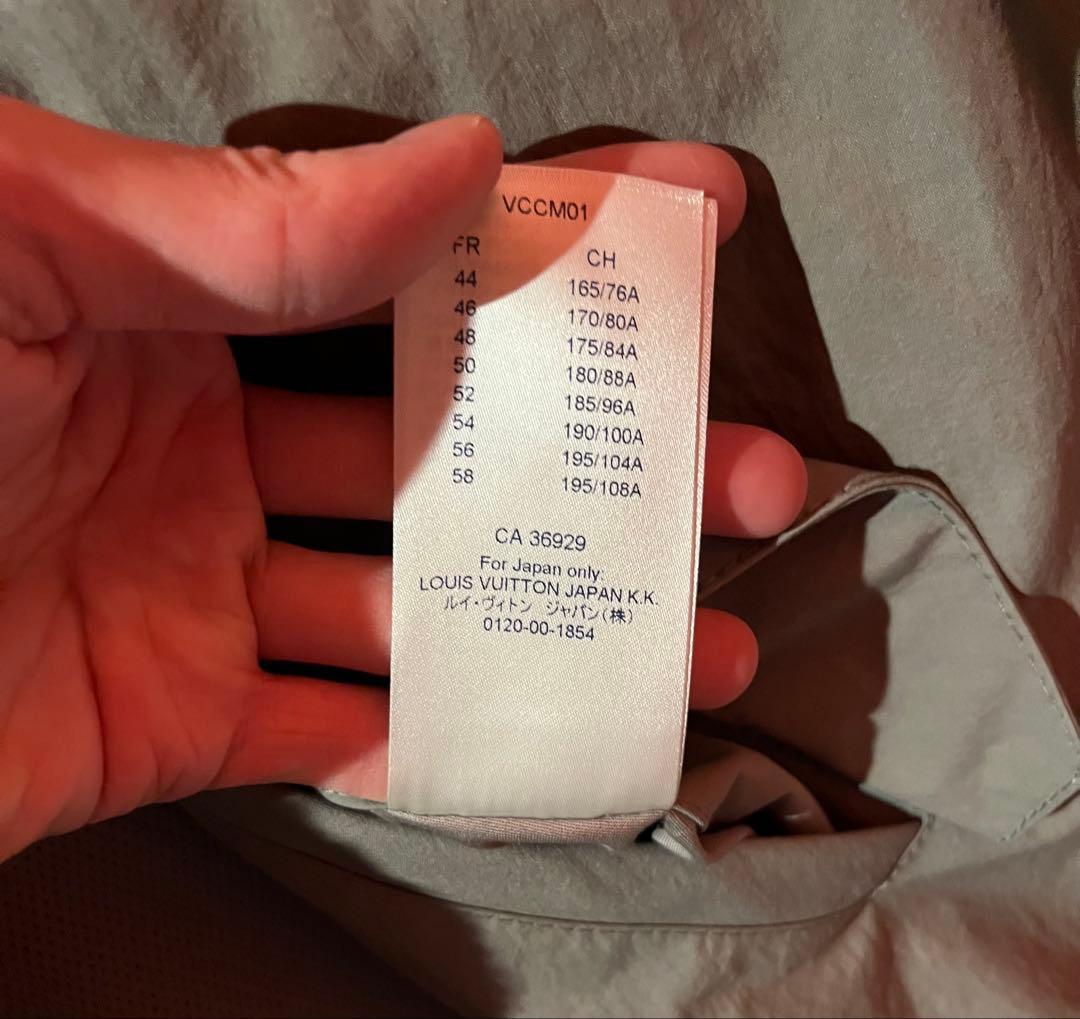 VCCM01
FR CH
44 165/76A
46 170/80A
48 175/84A
50 180/88A
52 185/96A
54 190/100A
56 195/104A
58 195/108A
CA 36929
For Japan only:
LOUIS VUITTON JAPAN K.K.
ルイ・ヴィトン ジャパン(株)
0120-00-1854